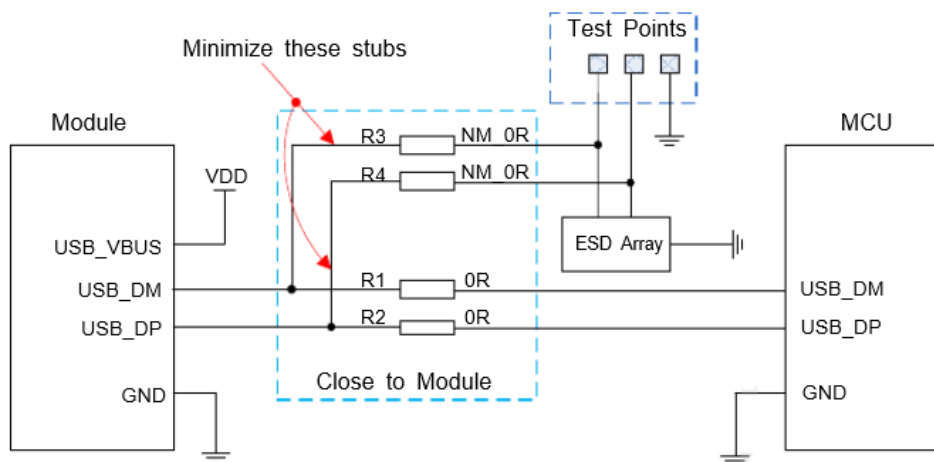 Minimize these stubs
Test Points
Module
MCU
R3 NM_0R
VDD
R4 NM_0R
ESD Array
USB_VBUS
USB_DM
R1 0R
USB_DM
USB_DP
R2 0R
USB_DP
Close to Module
GND
GND